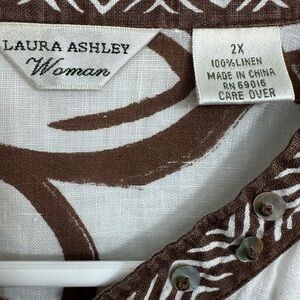 LAURA ASHLEY
Woman
2X
100% LINEN
MADE IN CHINA
RN 69016
CARE OVER